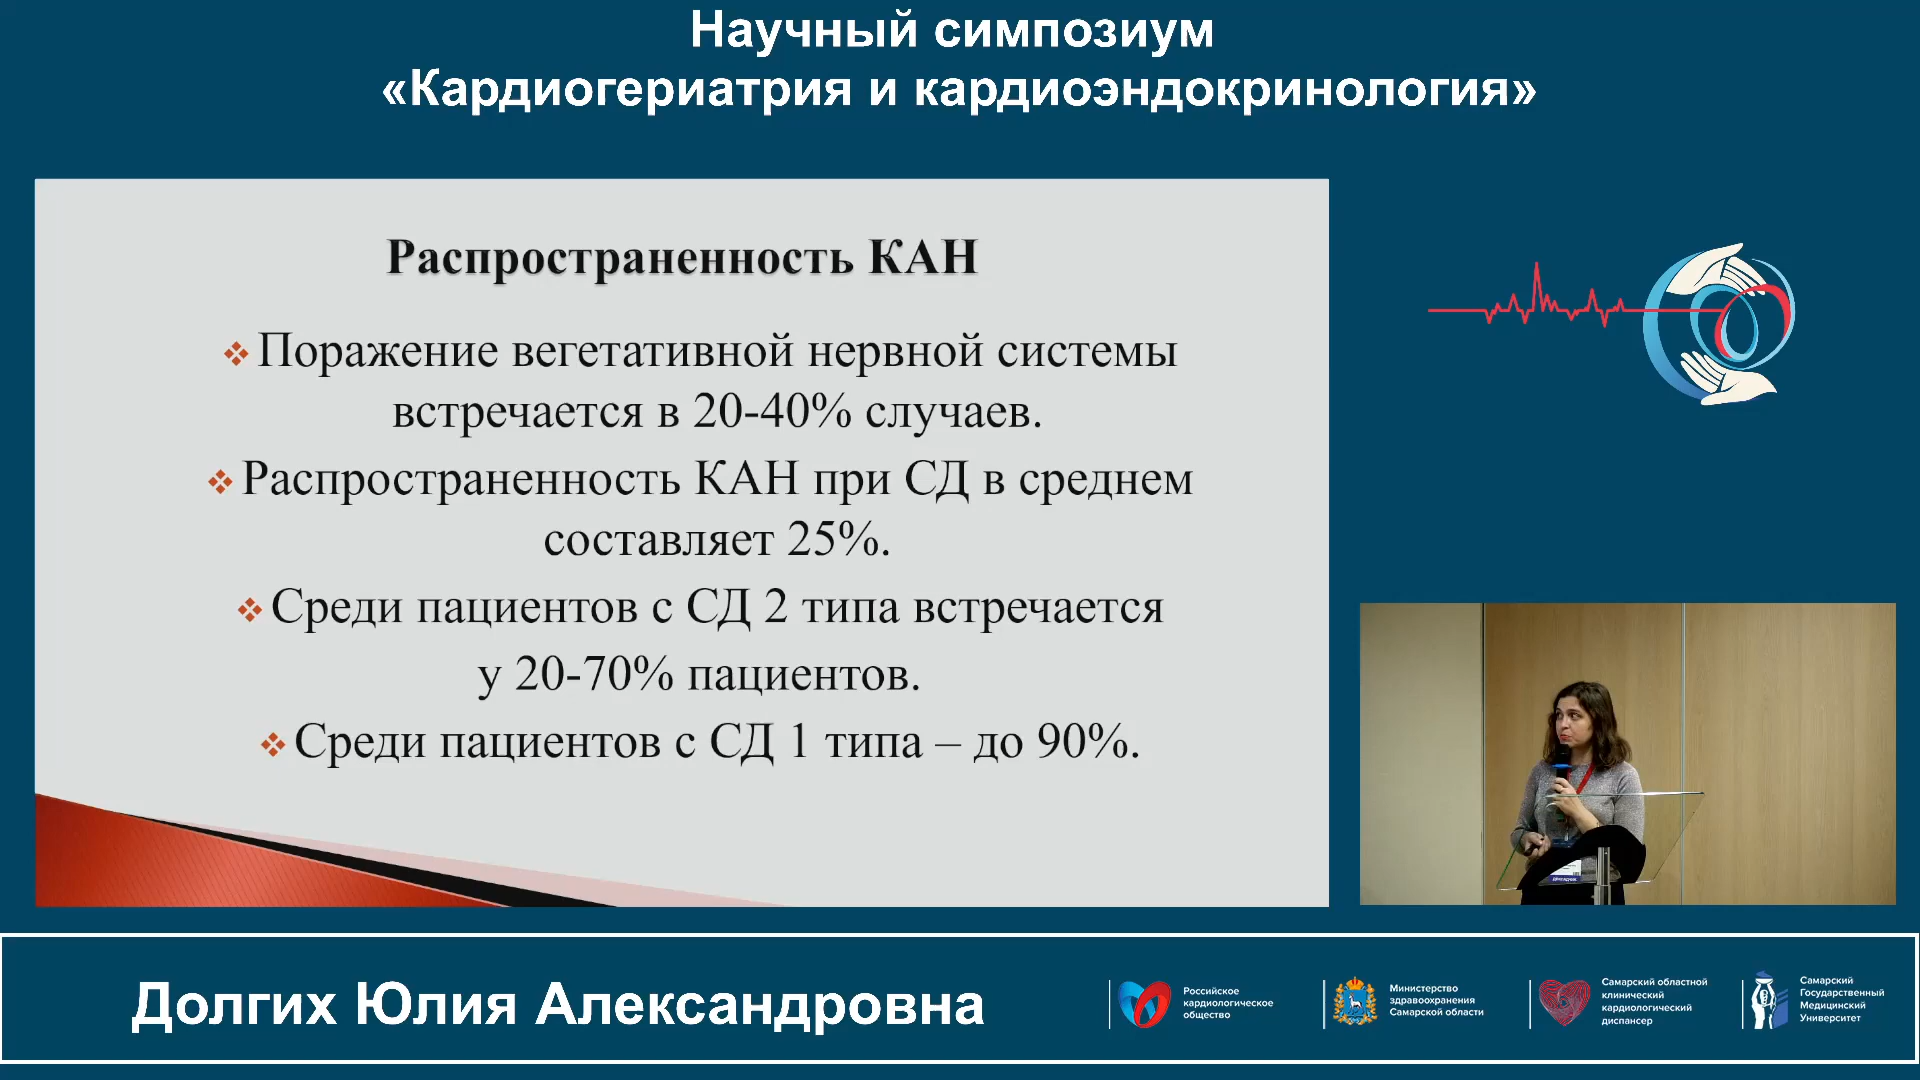 Научный симпозиум
«Кардиогериатрия и кардиоэндокринология»
Распространенность КАН
Поражение вегетативной нервной системы
встречается в 20-40% случаев.
Распространенность КАН при СД в среднем
составляет 25%.
Среди пациентов с СД 2 типа встречается
у 20-70% пациентов.
Среди пациентов с СД 1 типа – до 90%.
Долгих Юлия Александровна
Российское
кардиологическое
общество
Министерство
здравоохранения
Самарской области
Самарский областной
клинический
кардиологический
диспансер
Самарский
Государственный
Медицинский
Университет